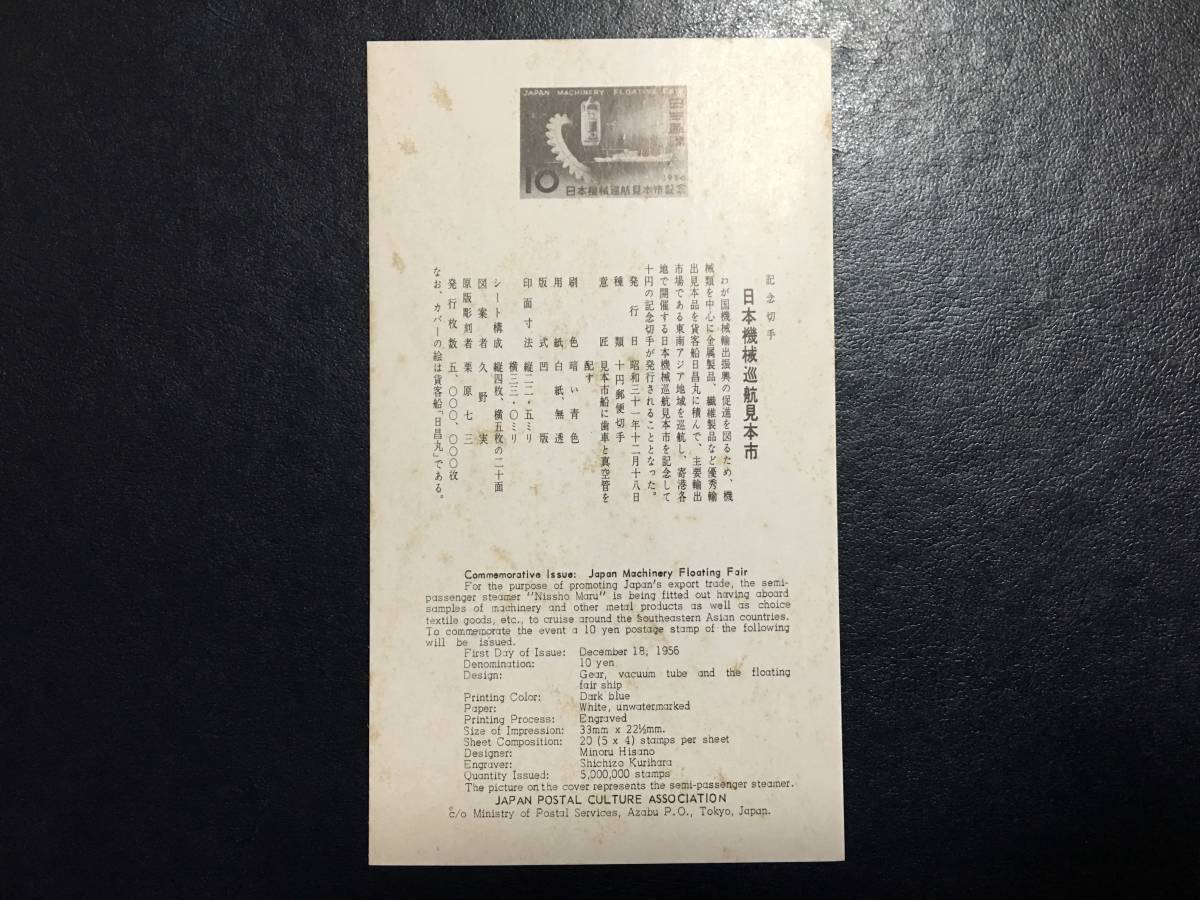 JAPAN MACHINERY FLOATING FAIR
日本郵便
10
1956
日本機械巡航見本市記念
記念切手
日本機械巡航見本市
わが国機械輸出振興の促進を図るため、機
械類を中心に金属製品、繊維製品など優秀輸
出見本品を貨客船日昌丸に積んで、主要輸出
市場である東南アジア地域を巡航し、寄港各
地で開催する日本機械巡航見本市を記念して
十円の記念切手が発行されることとなった。
発行日 昭和三十一年十二月十八日
種類 十円郵便切手
意匠 見本市船に歯車と真空管を
配す
刷色 暗い青色
用紙 白紙、無透
版式 凹版
印面寸法 縦二二・五ミリ
横三三・〇ミリ
シート構成 縦四枚、横五枚の二十面
図案者 久野実
原版彫刻者 栗原七三
発行枚数 五、〇〇〇、〇〇〇枚
なお、カバーの絵は貨客船「日昌丸」である。
Commemorative Issue: Japan Machinery Floating Fair
For the purpose of promoting Japan's export trade, the semi-
passenger steamer "Nissho Maru" is being fitted out having aboard
samples of machinery and other metal products as well as choice
textile goods, etc., to cruise around the Southeastern Asian countries.
To commemorate the event a 10 yen postage stamp of the following
will be issued.
First Day of Issue: December 18, 1956
Denomination: 10 yen
Design: Gear, vacuum tube and the floating
fair ship
Printing Color: Dark blue
Paper: White, unwatermarked
Printing Process: Engraved
Size of Impression: 33mm x 22½mm.
Sheet Composition: 20 (5 x 4) stamps per sheet
Designer: Minoru Hisano
Engraver: Shichizo Kurihara
Quantity Issued: 5,000,000 stamps
The picture on the cover represents the semi-passenger steamer.
JAPAN POSTAL CULTURE ASSOCIATION
c/o Ministry of Postal Services, Azabu P.O., Tokyo, Japan.